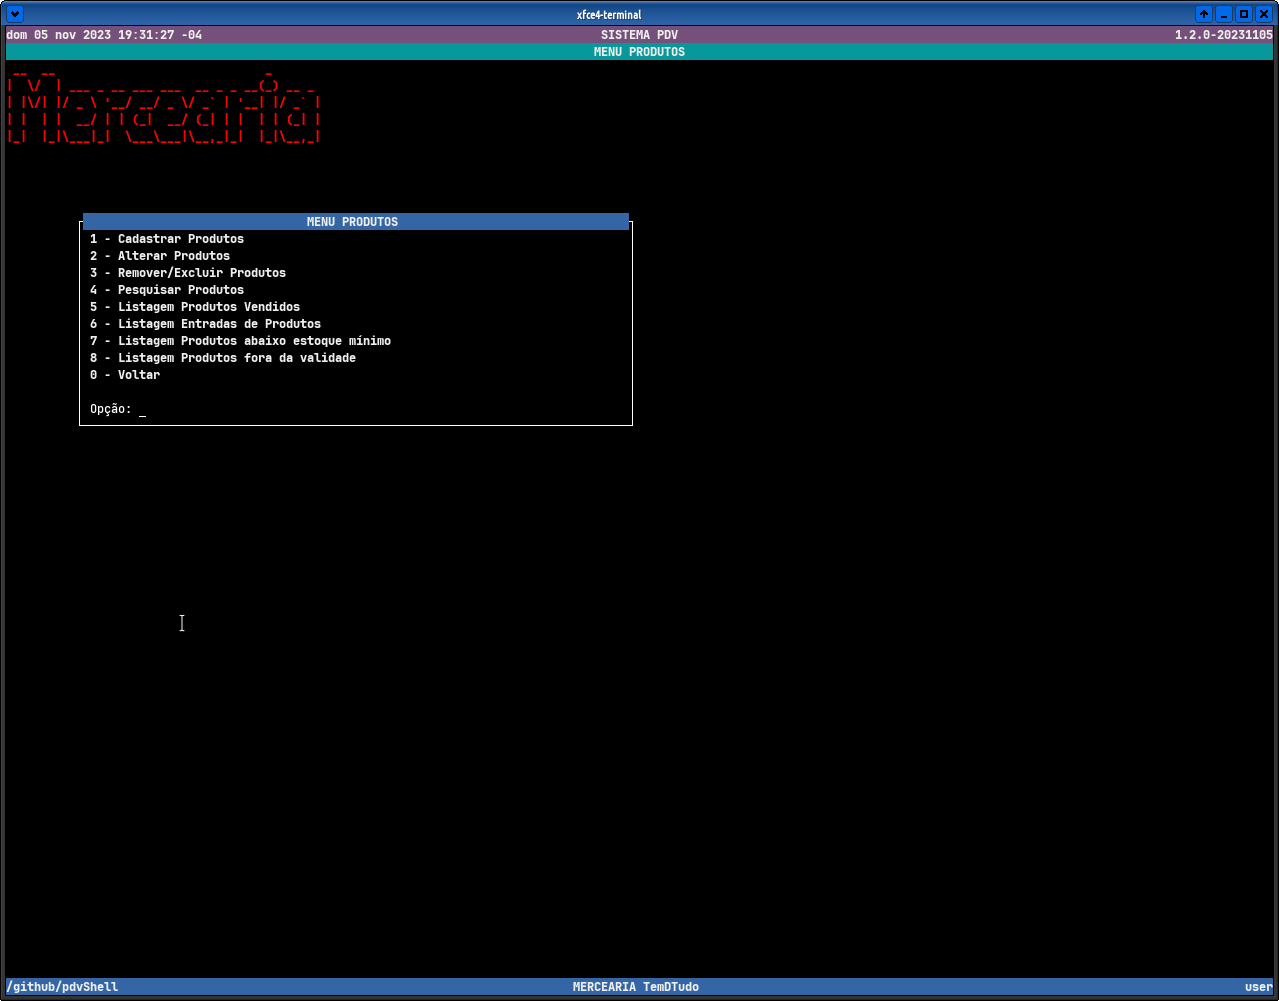 xfce4-terminal
dom 05 nov 2023 19:31:27 -04 SISTEMA PDV 1.2.0-20231105
MENU PRODUTOS
Mercearia
MENU PRODUTOS
1 - Cadastrar Produtos
2 - Alterar Produtos
3 - Remover/Excluir Produtos
4 - Pesquisar Produtos
5 - Listagem Produtos Vendidos
6 - Listagem Entradas de Produtos
7 - Listagem Produtos abaixo estoque mínimo
8 - Listagem Produtos fora da validade
0 - Voltar
Opção: _
/github/pdvShell MERCEARIA TemDTudo user